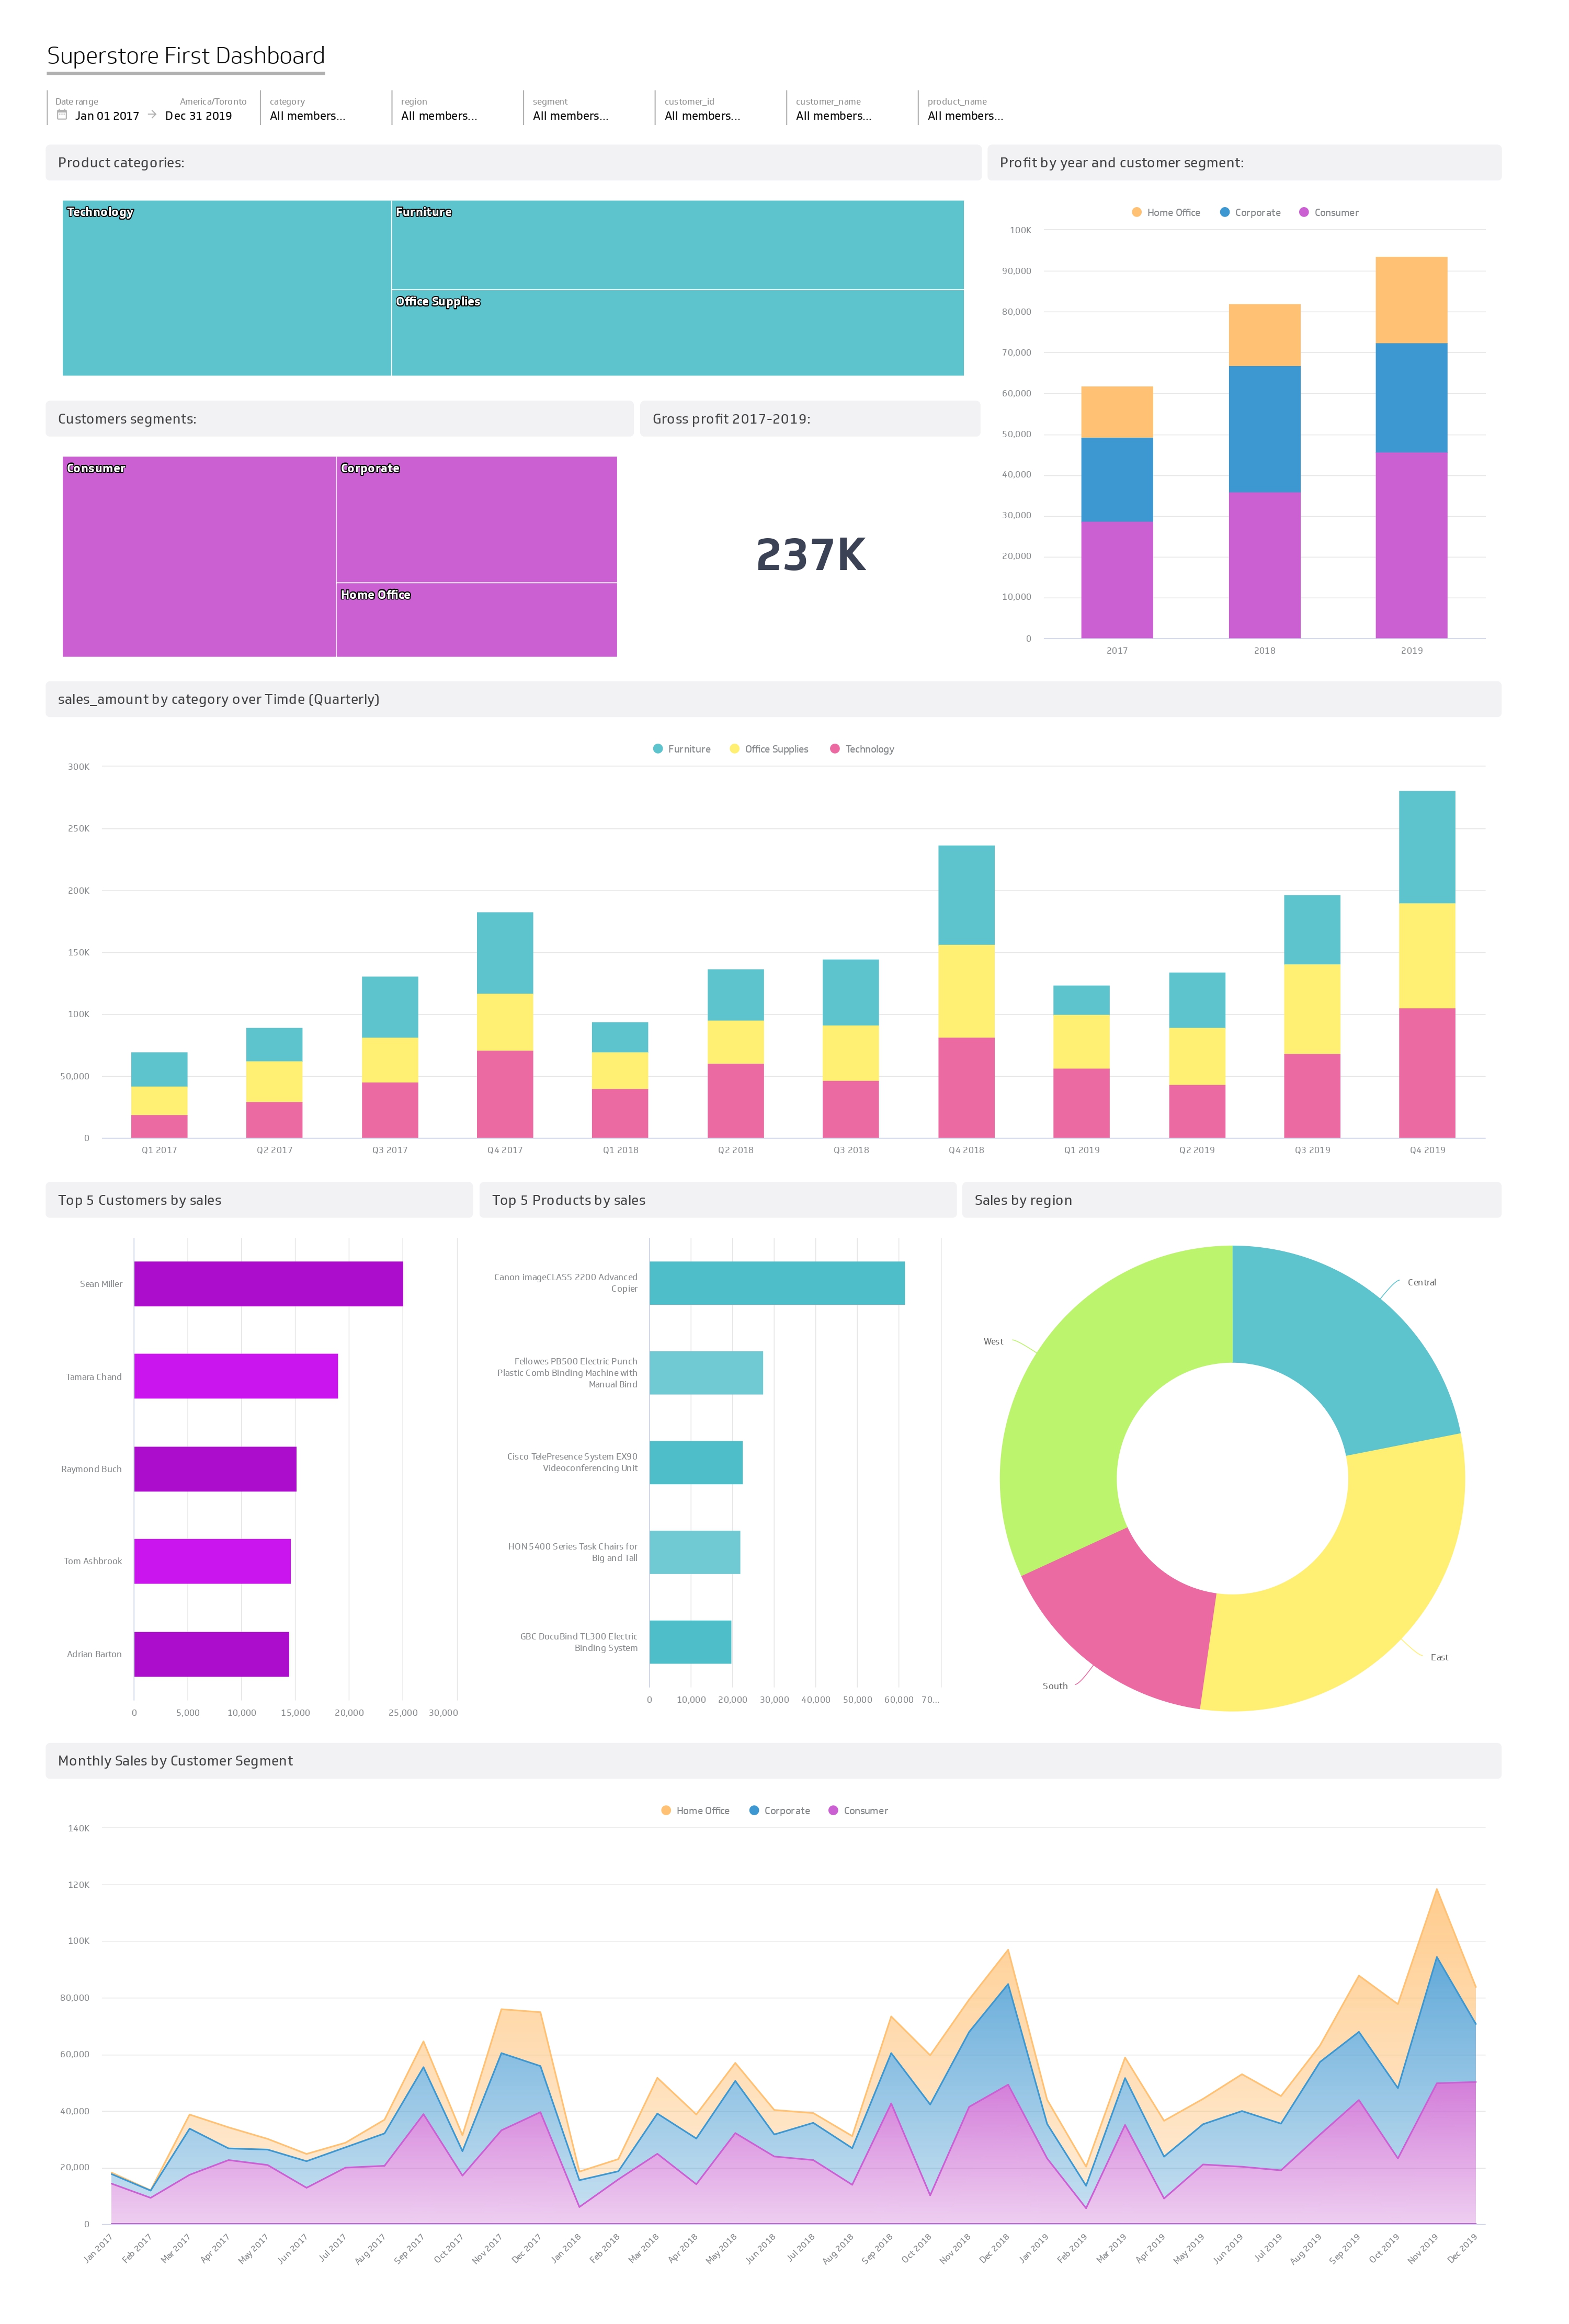 Superstore First Dashboard
Date range America/Toronto category region segment customer_id customer_name product_name
Jan 01 2017 → Dec 31 2019 All members... All members... All members... All members... All members... All members...
Product categories:
Technology
Furniture
Office Supplies
Profit by year and customer segment:
Home Office Corporate Consumer
100K
90,000
80,000
70,000
60,000
50,000
40,000
30,000
20,000
10,000
0
2017 2018 2019
Customers segments:
Consumer
Corporate
Home Office
Gross profit 2017-2019:
237K
sales_amount by category over Timde (Quarterly)
Furniture Office Supplies Technology
300K
250K
200K
150K
100K
50,000
0
Q1 2017 Q2 2017 Q3 2017 Q4 2017 Q1 2018 Q2 2018 Q3 2018 Q4 2018 Q1 2019 Q2 2019 Q3 2019 Q4 2019
Top 5 Customers by sales
Sean Miller
Tamara Chand
Raymond Buch
Tom Ashbrook
Adrian Barton
0 5,000 10,000 15,000 20,000 25,000 30,000
Top 5 Products by sales
Canon imageCLASS 2200 Advanced
Copier
Fellowes PB500 Electric Punch
Plastic Comb Binding Machine with
Manual Bind
Cisco TelePresence System EX90
Videoconferencing Unit
HON 5400 Series Task Chairs for
Big and Tall
GBC DocuBind TL300 Electric
Binding System
0 10,000 20,000 30,000 40,000 50,000 60,000 70...
Sales by region
Central
West
East
South
Monthly Sales by Customer Segment
Home Office Corporate Consumer
140K
120K
100K
80,000
60,000
40,000
20,000
0
Jan 2017 Feb 2017 Mar 2017 Apr 2017 May 2017 Jun 2017 Jul 2017 Aug 2017 Sep 2017 Oct 2017 Nov 2017 Dec 2017 Jan 2018 Feb 2018 Mar 2018 Apr 2018 May 2018 Jun 2018 Jul 2018 Aug 2018 Sep 2018 Oct 2018 Nov 2018 Dec 2018 Jan 2019 Feb 2019 Mar 2019 Apr 2019 May 2019 Jun 2019 Jul 2019 Aug 2019 Sep 2019 Oct 2019 Nov 2019 Dec 2019